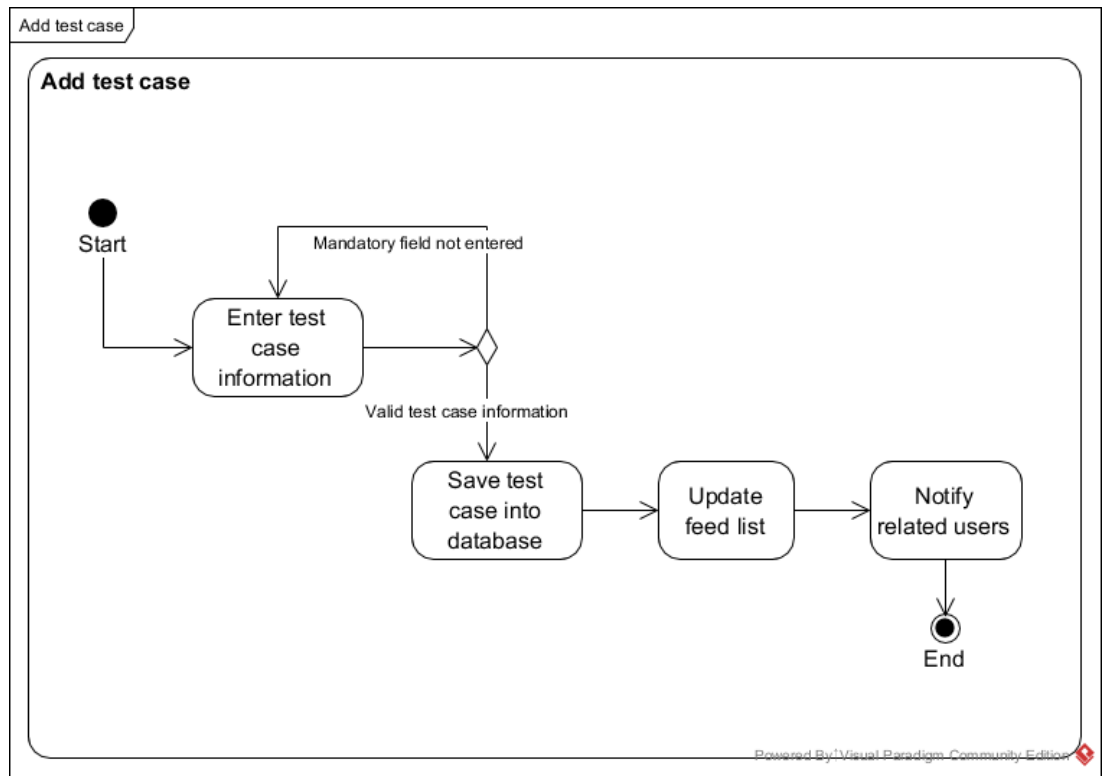 Add test case
Add test case
Start
Mandatory field not entered
Enter test
case
information
Valid test case information
Save test
case into
database
Update
feed list
Notify
related users
End
Powered By Visual Paradigm Community Edition